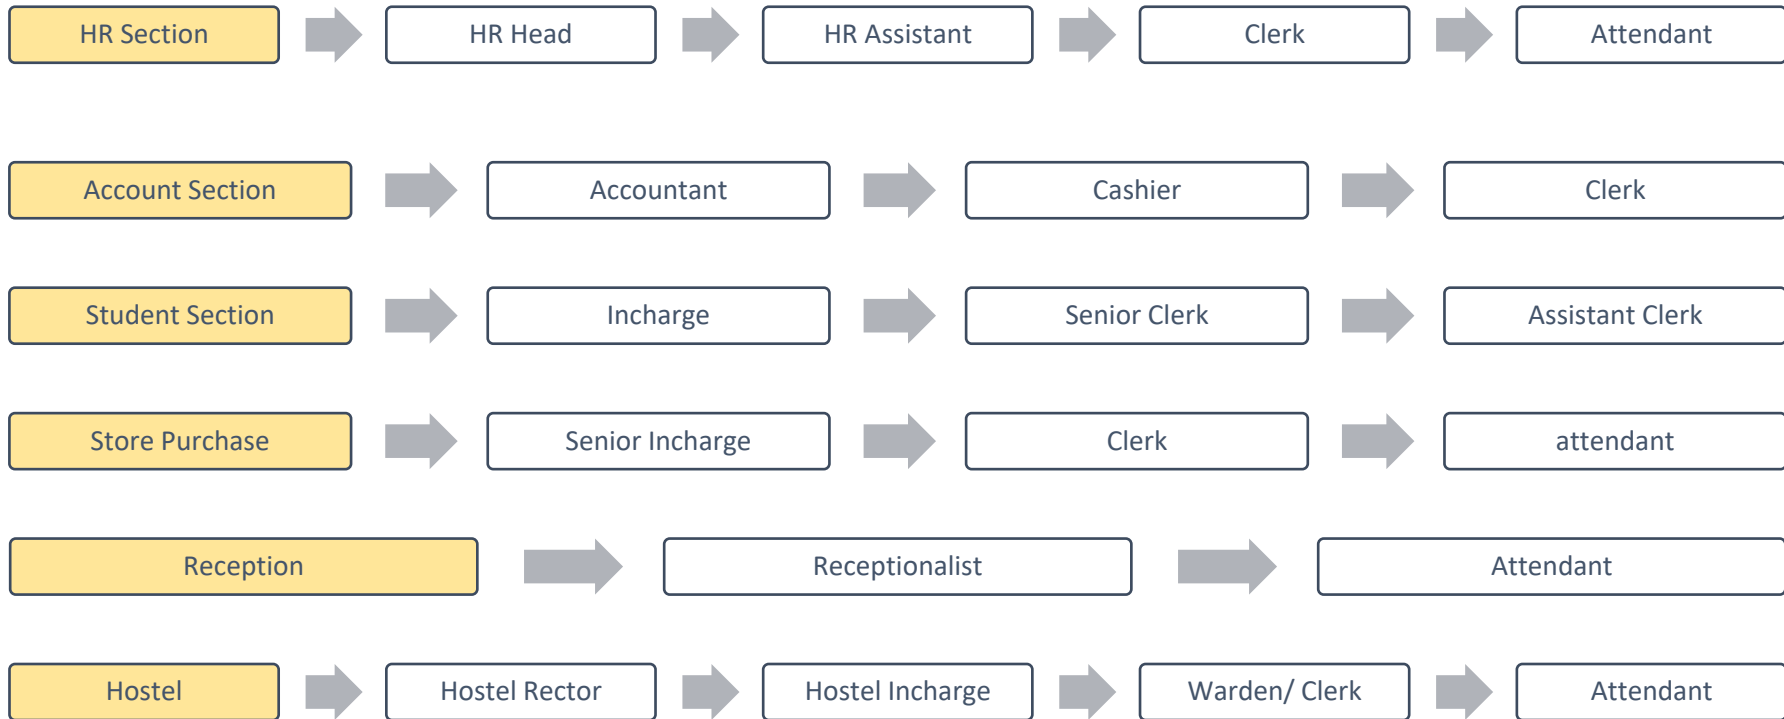 HR Section HR Head HR Assistant Clerk Attendant
Account Section Accountant Cashier Clerk
Student Section Incharge Senior Clerk Assistant Clerk
Store Purchase Senior Incharge Clerk attendant
Reception Receptionalist Attendant
Hostel Hostel Rector Hostel Incharge Warden/ Clerk Attendant